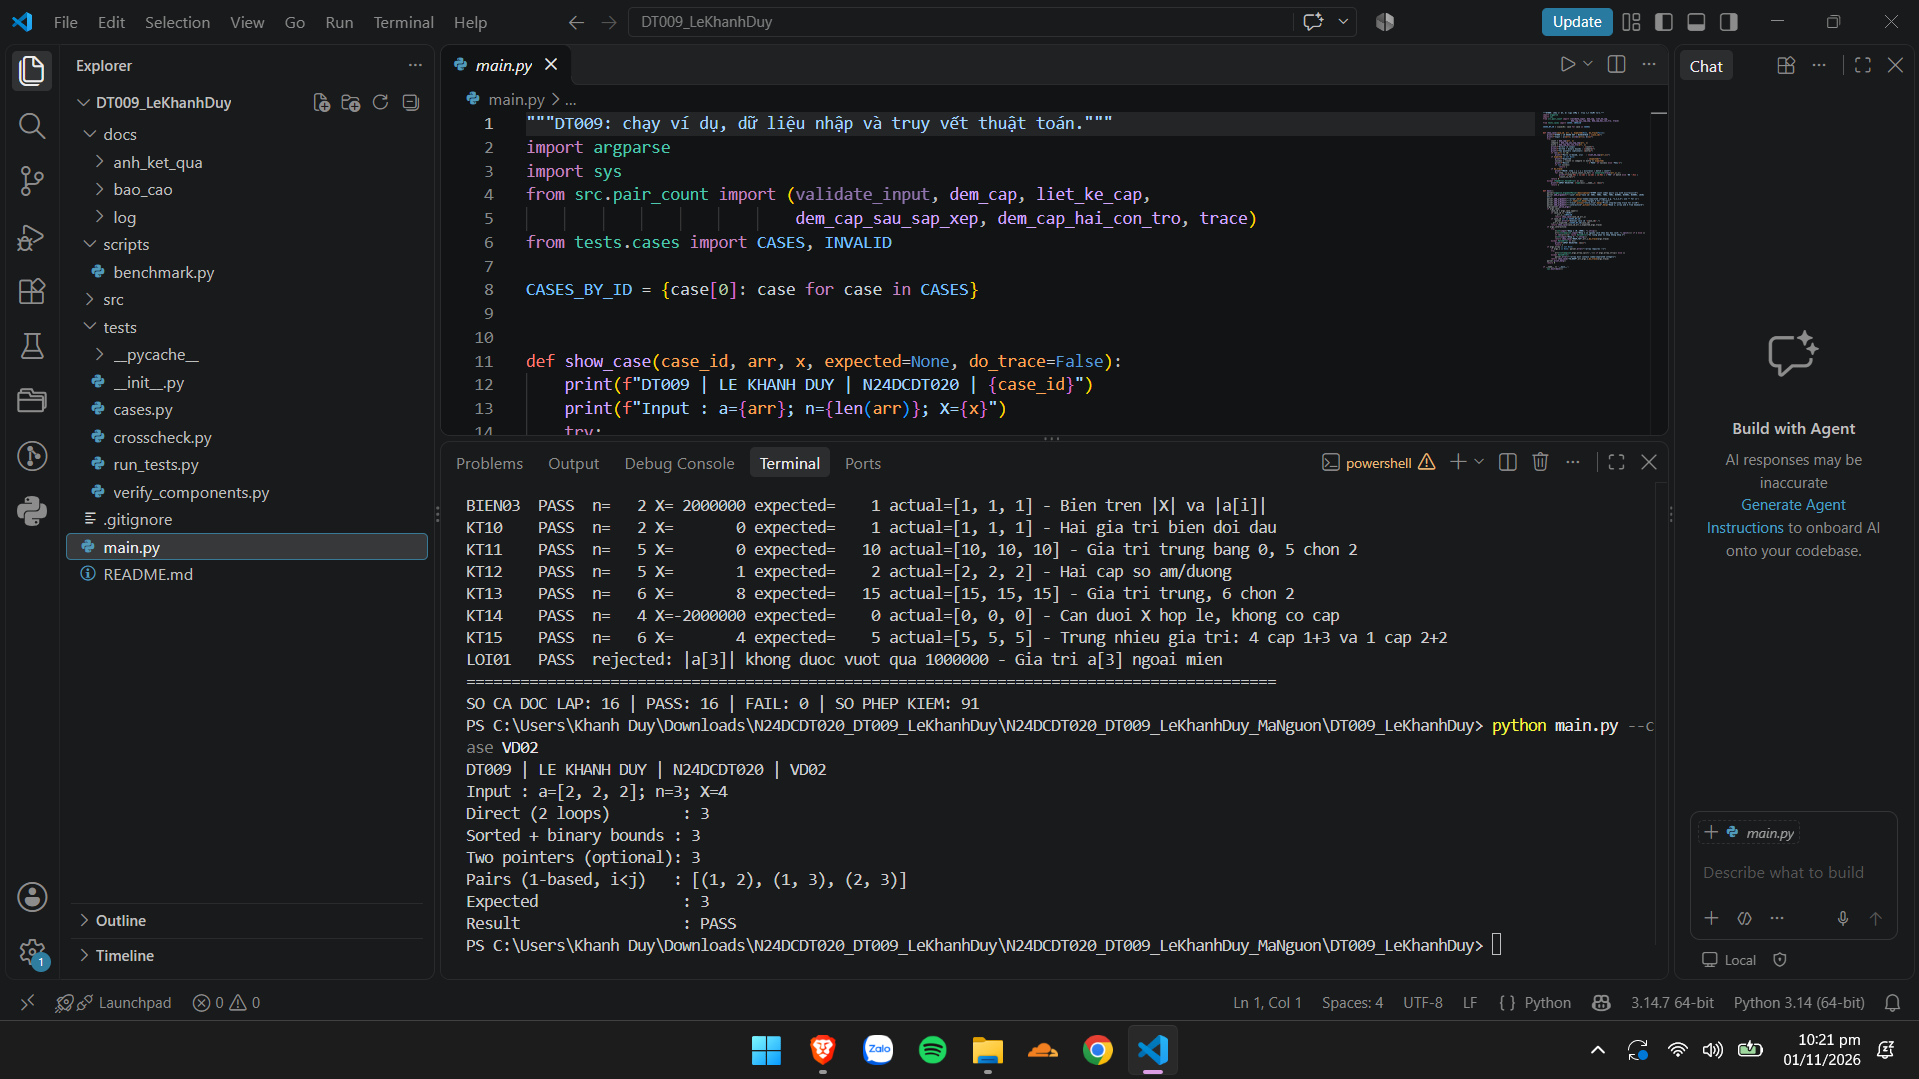 File Edit Selection View Go Run Terminal Help
DT009_LeKhanhDuy
Update
Explorer
DT009_LeKhanhDuy
docs
anh_ket_qua
bao_cao
log
scripts
benchmark.py
src
tests
__pycache__
__init__.py
cases.py
crosscheck.py
run_tests.py
verify_components.py
.gitignore
main.py
README.md
Outline
Timeline
main.py
main.py > ...
1 """DT009: chạy ví dụ, dữ liệu nhập và truy vết thuật toán."""
2 import argparse
3 import sys
4 from src.pair_count import (validate_input, dem_cap, liet_ke_cap,
5 dem_cap_sau_sap_xep, dem_cap_hai_con_tro, trace)
6 from tests.cases import CASES, INVALID
7
8 CASES_BY_ID = {case[0]: case for case in CASES}
9
10
11 def show_case(case_id, arr, x, expected=None, do_trace=False):
12 print(f"DT009 | LE KHANH DUY | N24DCDT020 | {case_id}")
13 print(f"Input : a={arr}; n={len(arr)}; X={x}")
14 try:
Problems Output Debug Console Terminal Ports
powershell
BIEN03 PASS n= 2 X= 2000000 expected= 1 actual=[1, 1, 1] - Bien tren |X| va |a[i]|
KT10 PASS n= 2 X= 0 expected= 1 actual=[1, 1, 1] - Hai gia tri bien doi dau
KT11 PASS n= 5 X= 0 expected= 10 actual=[10, 10, 10] - Gia tri trung bang 0, 5 chon 2
KT12 PASS n= 5 X= 1 expected= 2 actual=[2, 2, 2] - Hai cap so am/duong
KT13 PASS n= 6 X= 8 expected= 15 actual=[15, 15, 15] - Gia tri trung, 6 chon 2
KT14 PASS n= 4 X=-2000000 expected= 0 actual=[0, 0, 0] - Can duoi X hop le, khong co cap
KT15 PASS n= 6 X= 4 expected= 5 actual=[5, 5, 5] - Trung nhieu gia tri: 4 cap 1+3 va 1 cap 2+2
LOI01 PASS rejected: |a[3]| khong duoc vuot qua 1000000 - Gia tri a[3] ngoai mien
==========================================================================================
SO CA DOC LAP: 16 | PASS: 16 | FAIL: 0 | SO PHEP KIEM: 91
PS C:\Users\Khanh Duy\Downloads\N24DCDT020_DT009_LeKhanhDuy\N24DCDT020_DT009_LeKhanhDuy_MaNguon\DT009_LeKhanhDuy> python main.py --c
ase VD02
DT009 | LE KHANH DUY | N24DCDT020 | VD02
Input : a=[2, 2, 2]; n=3; X=4
Direct (2 loops) : 3
Sorted + binary bounds : 3
Two pointers (optional): 3
Pairs (1-based, i<j) : [(1, 2), (1, 3), (2, 3)]
Expected : 3
Result : PASS
PS C:\Users\Khanh Duy\Downloads\N24DCDT020_DT009_LeKhanhDuy\N24DCDT020_DT009_LeKhanhDuy_MaNguon\DT009_LeKhanhDuy>
Chat
Build with Agent
AI responses may be
inaccurate
Generate Agent
Instructions to onboard AI
onto your codebase.
main.py
Describe what to build
Local
1
Launchpad 0 0
Ln 1, Col 1 Spaces: 4 UTF-8 LF { } Python 3.14.7 64-bit Python 3.14 (64-bit)
Zalo
10:21 pm
01/11/2026